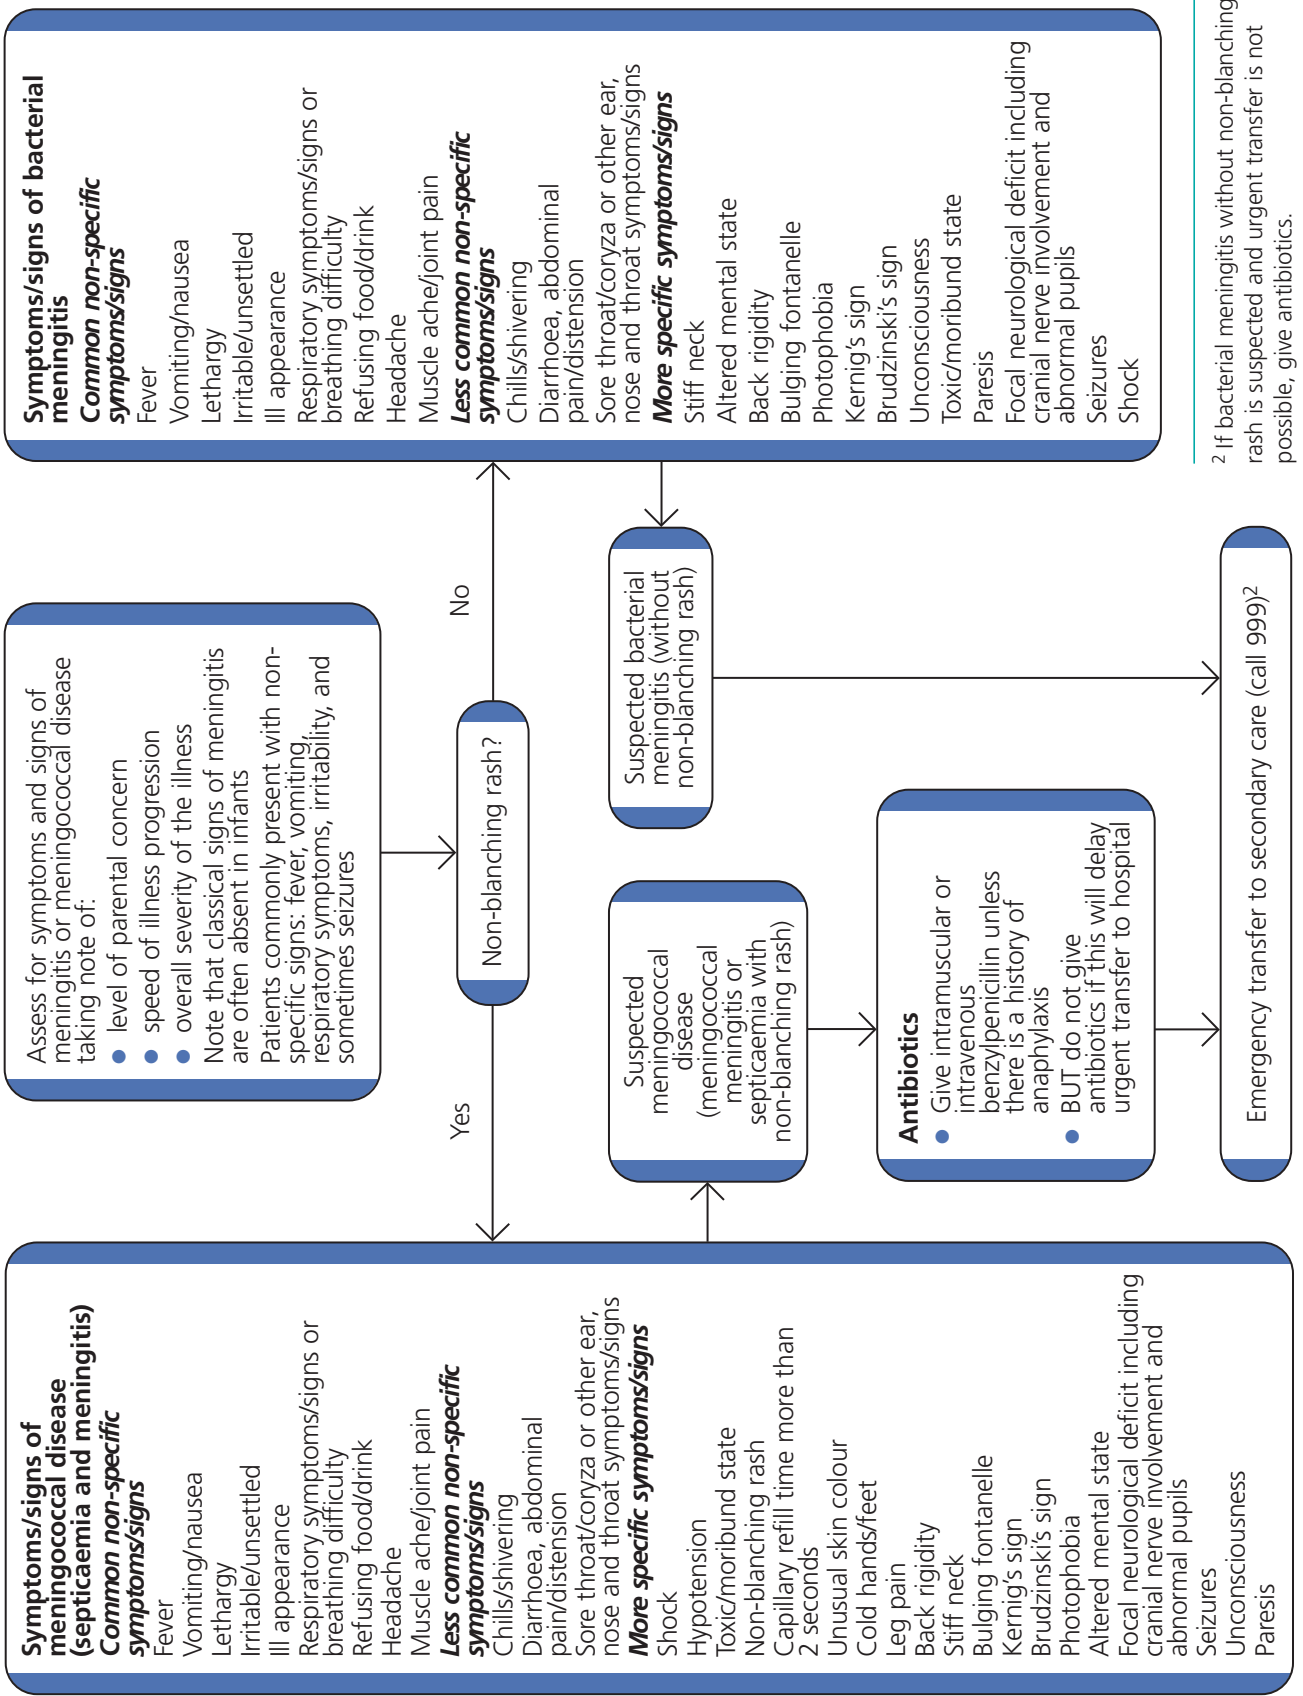 Assess for symptoms and signs of
meningitis or meningococcal disease
taking note of:
● level of parental concern
● speed of illness progression
● overall severity of the illness
Note that classical signs of meningitis
are often absent in infants
Patients commonly present with non-
specific signs: fever, vomiting,
respiratory symptoms, irritability, and
sometimes seizures
Non-blanching rash?
Yes
No
Symptoms/signs of
meningococcal disease
(septicaemia and meningitis)
Common non-specific
symptoms/signs
Fever
Vomiting/nausea
Lethargy
Irritable/unsettled
Ill appearance
Respiratory symptoms/signs or
breathing difficulty
Refusing food/drink
Headache
Muscle ache/joint pain
Less common non-specific
symptoms/signs
Chills/shivering
Diarrhoea, abdominal
pain/distension
Sore throat/coryza or other ear,
nose and throat symptoms/signs
More specific symptoms/signs
Shock
Hypotension
Toxic/moribund state
Non-blanching rash
Capillary refill time more than
2 seconds
Unusual skin colour
Cold hands/feet
Leg pain
Back rigidity
Stiff neck
Bulging fontanelle
Kernig's sign
Brudzinski's sign
Photophobia
Altered mental state
Focal neurological deficit including
cranial nerve involvement and
abnormal pupils
Seizures
Unconsciousness
Paresis
Suspected
meningococcal
disease
(meningococcal
meningitis or
septicaemia with
non-blanching rash)
Antibiotics
● Give intramuscular or
intravenous
benzylpenicillin unless
there is a history of
anaphylaxis
● BUT do not give
antibiotics if this will delay
urgent transfer to hospital
Symptoms/signs of bacterial
meningitis
Common non-specific
symptoms/signs
Fever
Vomiting/nausea
Lethargy
Irritable/unsettled
Ill appearance
Respiratory symptoms/signs or
breathing difficulty
Refusing food/drink
Headache
Muscle ache/joint pain
Less common non-specific
symptoms/signs
Chills/shivering
Diarrhoea, abdominal
pain/distension
Sore throat/coryza or other ear,
nose and throat symptoms/signs
More specific symptoms/signs
Stiff neck
Altered mental state
Back rigidity
Bulging fontanelle
Photophobia
Kernig's sign
Brudzinski's sign
Unconsciousness
Toxic/moribund state
Paresis
Focal neurological deficit including
cranial nerve involvement and
abnormal pupils
Seizures
Shock
Suspected bacterial
meningitis (without
non-blanching rash)
Emergency transfer to secondary care (call 999)2
2 If bacterial meningitis without non-blanching
rash is suspected and urgent transfer is not
possible, give antibiotics.